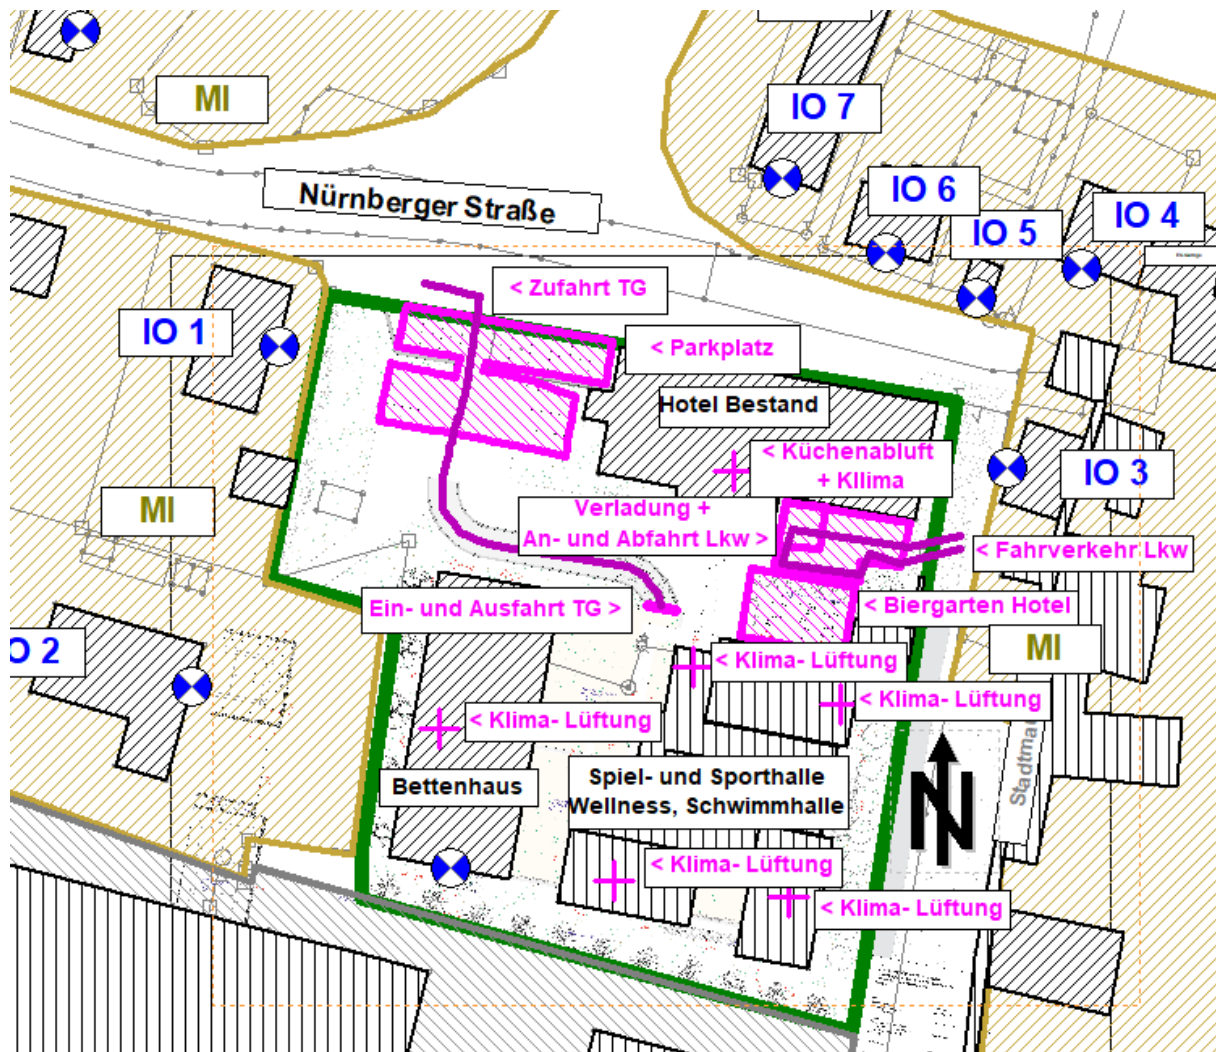 MI
IO 7
Nürnberger Straße
IO 6
IO 4
IO 5
< Zufahrt TG
IO 1
< Parkplatz
Hotel Bestand
< Küchenabluft
+ Kllima
IO 3
MI
Verladung +
An- und Abfahrt Lkw >
< Fahrverkehr Lkw
Ein- und Ausfahrt TG >
< Biergarten Hotel
IO 2
MI
< Klima- Lüftung
< Klima- Lüftung
< Klima- Lüftung
Bettenhaus
Spiel- und Sporthalle
Wellness, Schwimmhalle
N
< Klima- Lüftung
< Klima- Lüftung